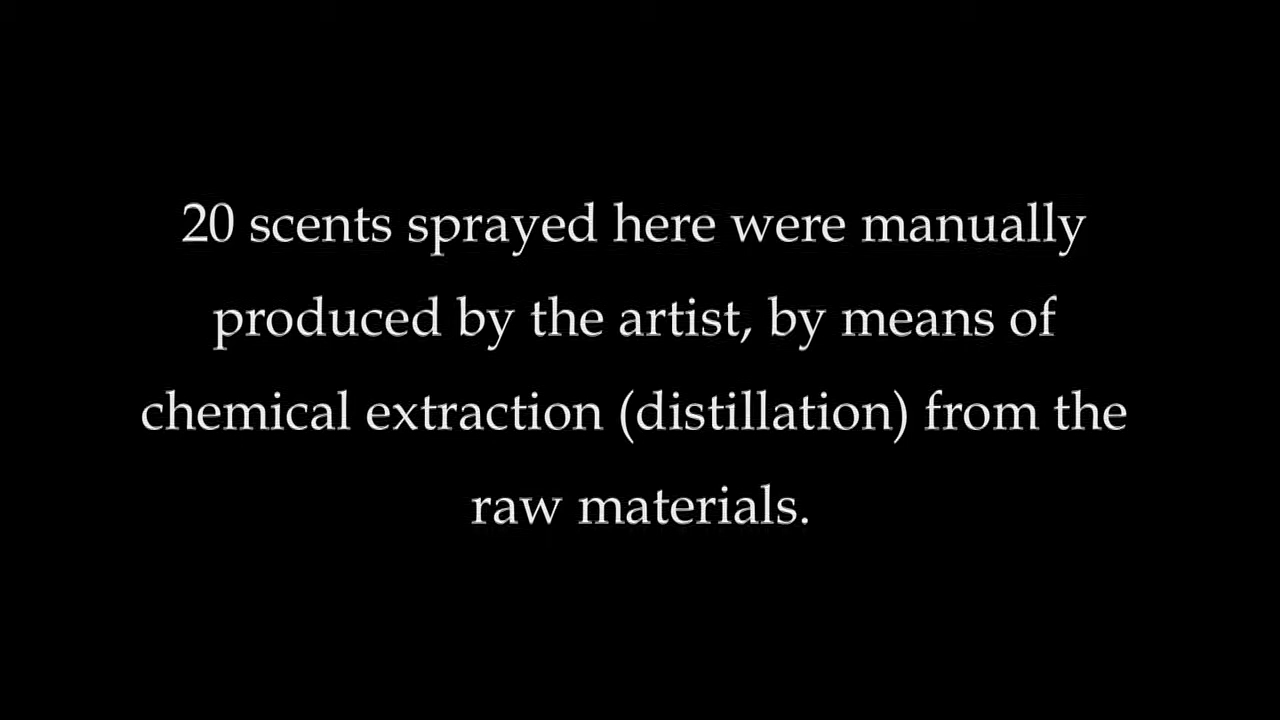 20 scents sprayed here were manually
produced by the artist, by means of
chemical extraction (distillation) from the
raw materials.